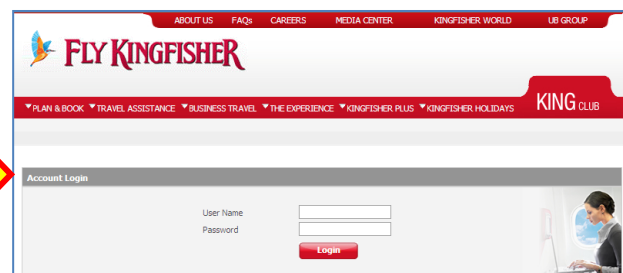 ABOUT US FAQs CAREERS MEDIA CENTER KINGFISHER WORLD UB GROUP
FLY KINGFISHER
PLAN & BOOK TRAVEL ASSISTANCE BUSINESS TRAVEL THE EXPERIENCE KINGFISHER PLUS KINGFISHER HOLIDAYS KING CLUB
Account Login
User Name
Password
Login